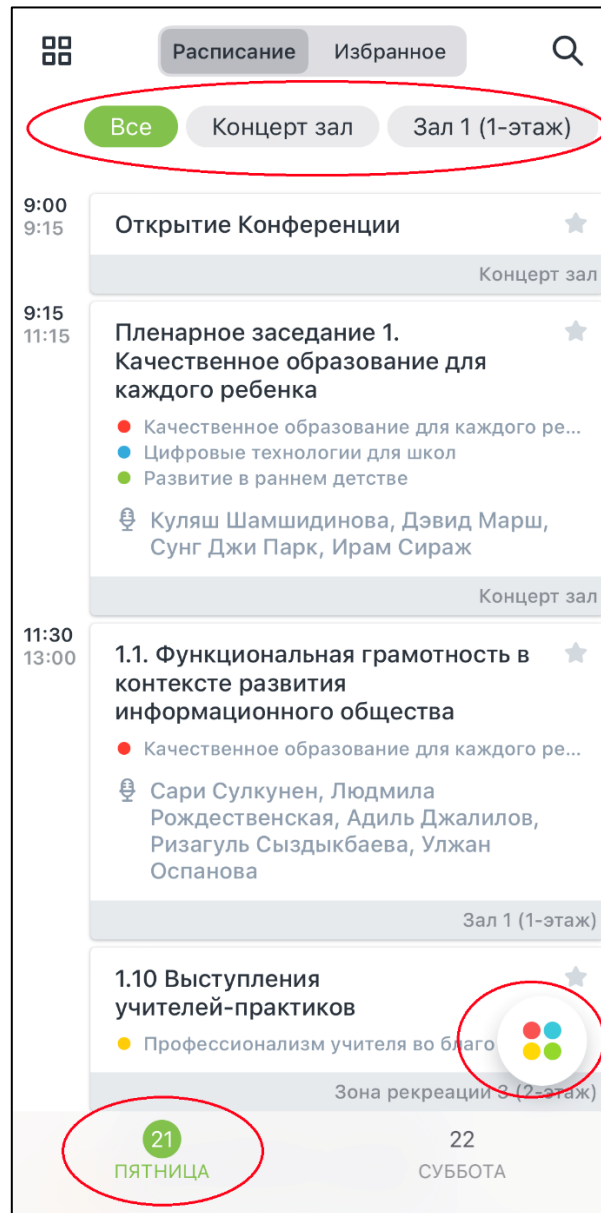 Расписание Избранное
Все Концерт зал Зал 1 (1-этаж)
9:00
9:15
Открытие Конференции
Концерт зал
9:15
11:15
Пленарное заседание 1.
Качественное образование для
каждого ребенка
Качественное образование для каждого ре...
Цифровые технологии для школ
Развитие в раннем детстве
Куляш Шамшидинова, Дэвид Марш,
Сунг Джи Парк, Ирам Сираж
Концерт зал
11:30
13:00
1.1. Функциональная грамотность в
контексте развития
информационного общества
Качественное образование для каждого ре...
Сари Сулкунен, Людмила
Рождественская, Адиль Джалилов,
Ризагуль Сыздыкбаева, Улжан
Оспанова
Зал 1 (1-этаж)
1.10 Выступления
учителей-практиков
Профессионализм учителя во благо
Зона рекреации 3 (2-этаж)
21 22
ПЯТНИЦА СУББОТА